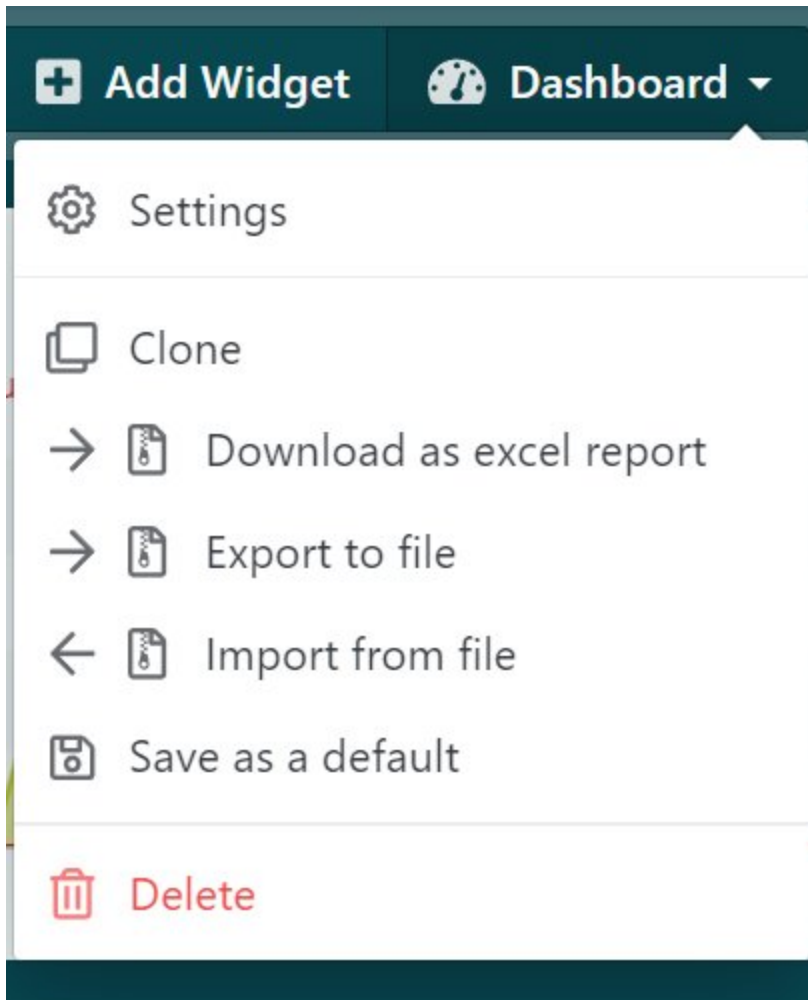 Add Widget Dashboard
Settings
Clone
Download as excel report
Export to file
Import from file
Save as a default
Delete